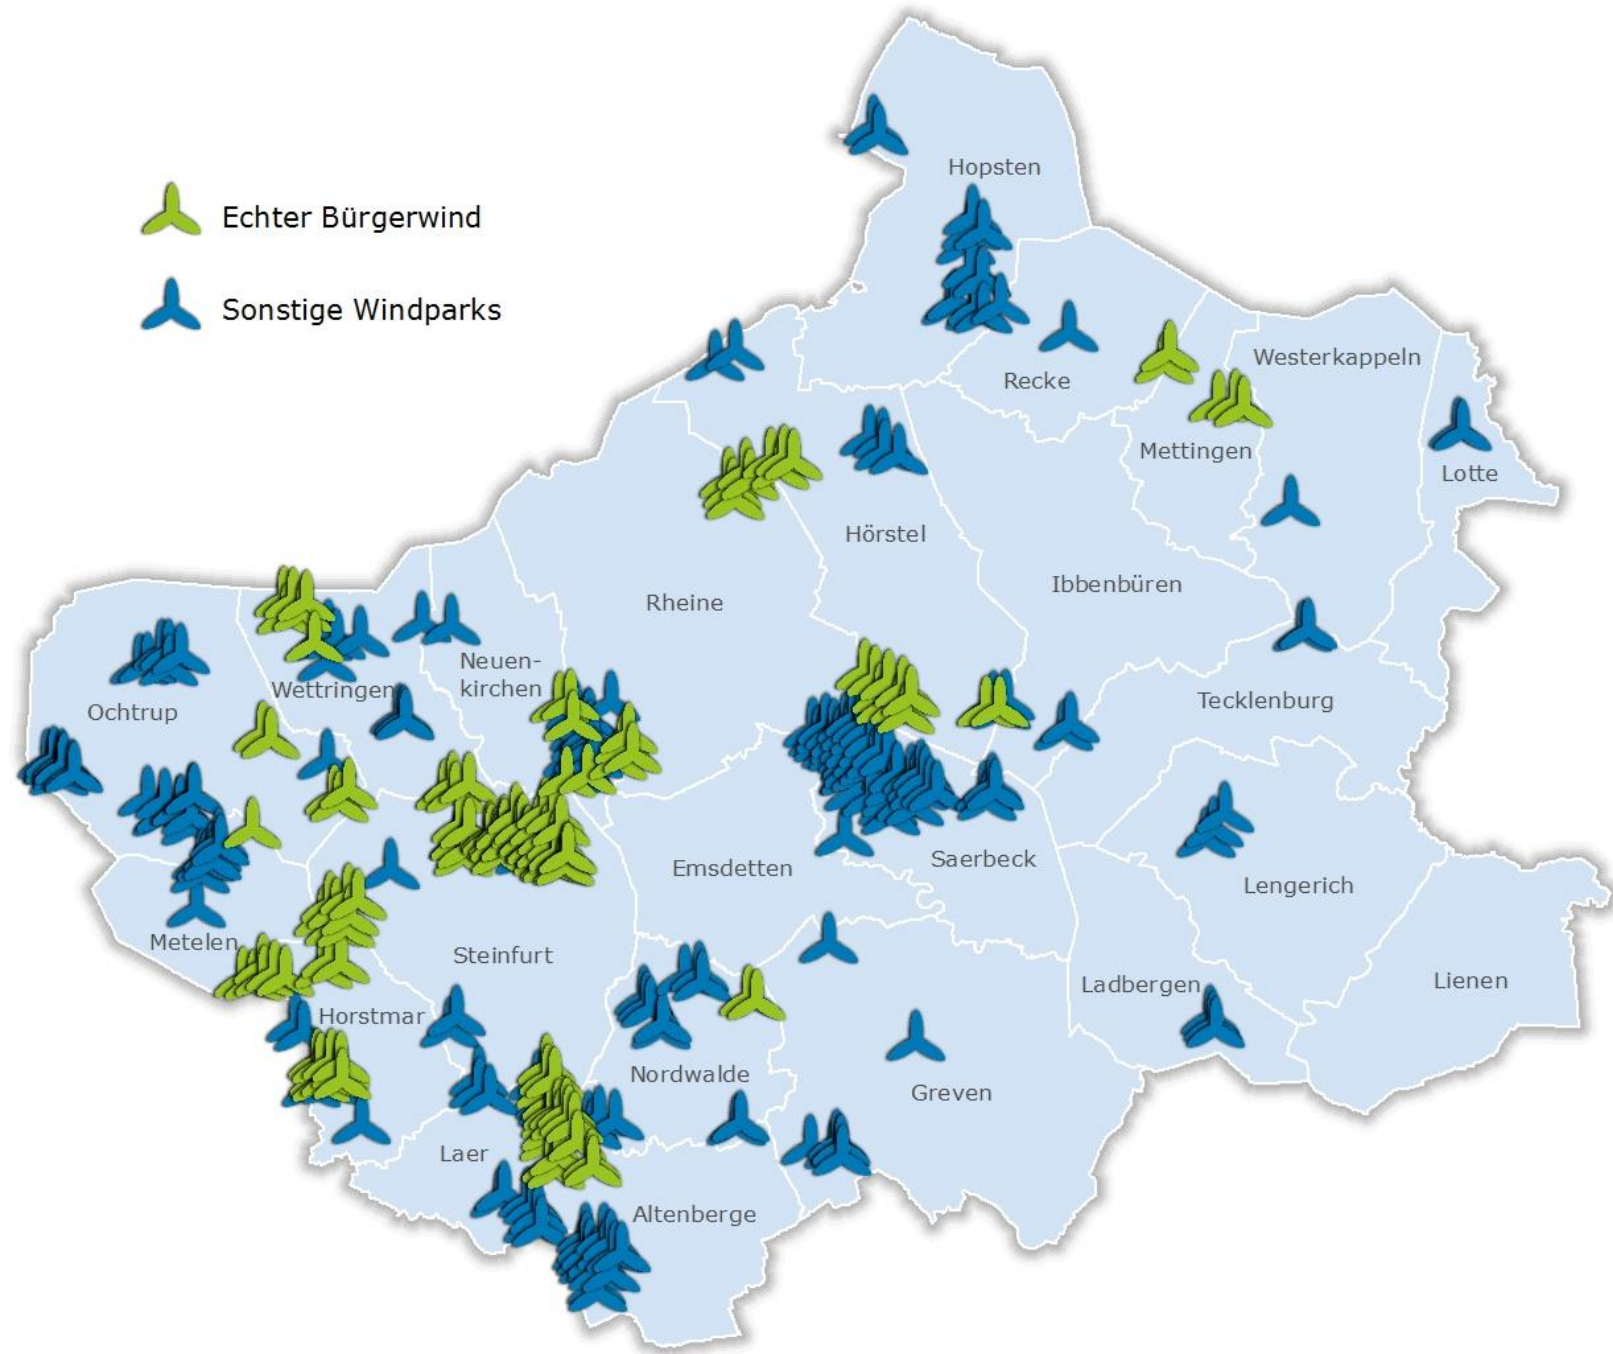 Hopsten
Echter Bürgerwind
Sonstige Windparks
Westerkappeln
Recke
Mettingen
Lotte
Hörstel
Ibbenbüren
Rheine
Neuen-
kirchen
Wettringen
Ochtrup
Tecklenburg
Saerbeck
Emsdetten
Lengerich
Metelen
Steinfurt
Ladbergen
Lienen
Horstmar
Nordwalde
Greven
Laer
Altenberge